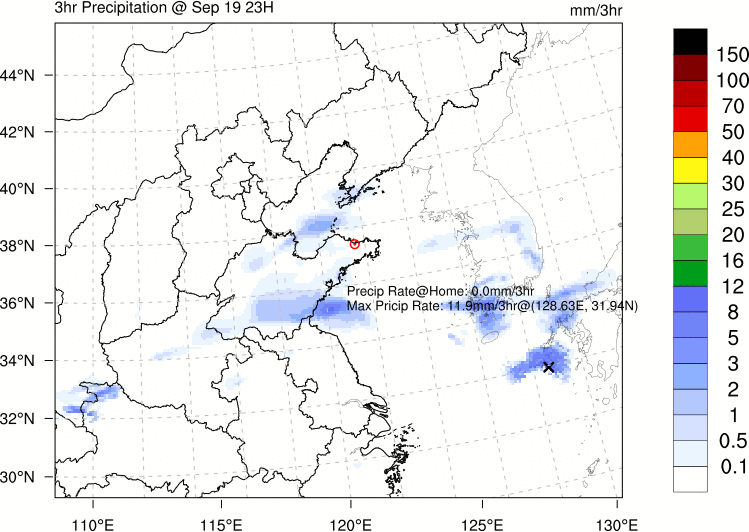 3hr Precipitation @ Sep 19 23H
mm/3hr
44°N
42°N
40°N
38°N
36°N
34°N
32°N
30°N
110°E
115°E
120°E
125°E
130°E
Precip Rate@Home: 0.0mm/3hr
Max Pricip Rate: 11.9mm/3hr@(128.63E, 31.94N)
150
100
70
50
40
30
25
20
16
12
8
5
3
2
1
0.5
0.1